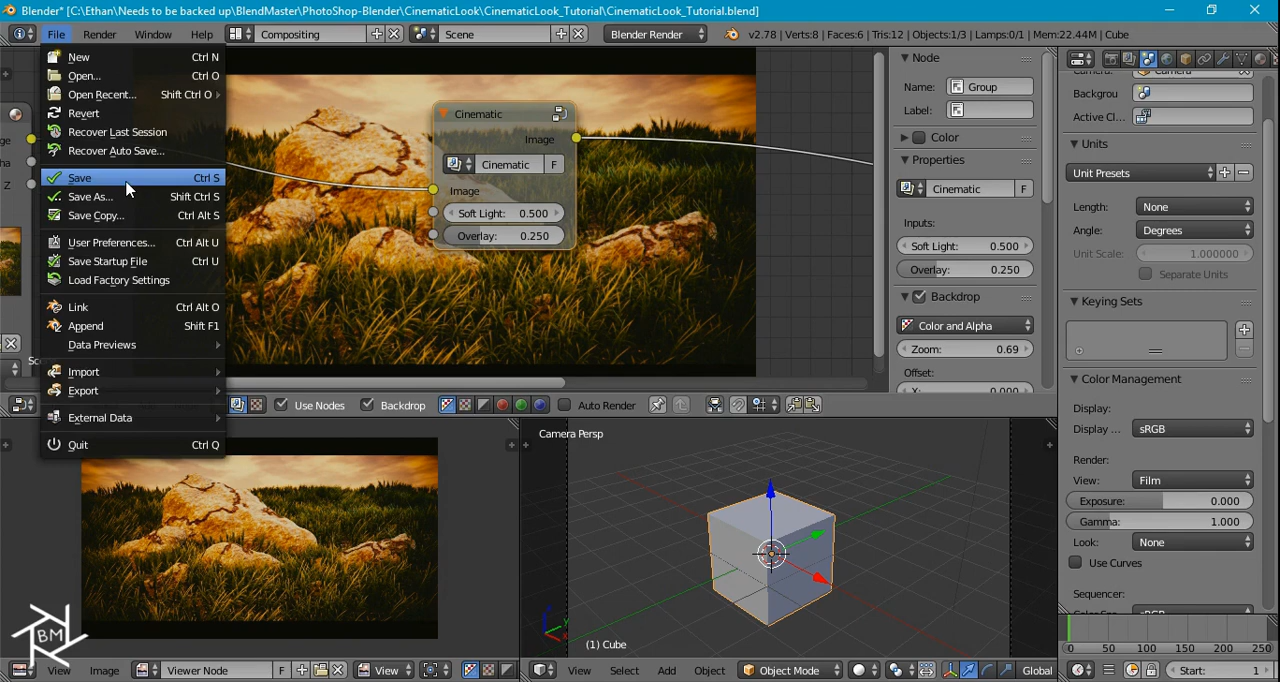 Blender* [C:\Ethan\Needs to be backed up\BlendMaster\PhotoShop-Blender\CinematicLook\CinematicLook_Tutorial\CinematicLook_Tutorial.blend]
File Render Window Help Compositing Scene Blender Render v2.78 | Verts:8 | Faces:6 | Tris:12 | Objects:1/3 | Lamps:0/1 | Mem:22.44M | Cube
New Ctrl N
Open... Ctrl O
Open Recent... Shift Ctrl O
Revert
Recover Last Session
Recover Auto Save...
Save Ctrl S
Save As... Shift Ctrl S
Save Copy... Ctrl Alt S
User Preferences... Ctrl Alt U
Save Startup File Ctrl U
Load Factory Settings
Link Ctrl Alt O
Append Shift F1
Data Previews
Import
Export
External Data
Quit Ctrl Q
Z
Cinematic
Image
Cinematic F
Image
Soft Light: 0.500
Overlay: 0.250
Node
Name: Group
Label:
Color
Properties
Cinematic F
Inputs:
Soft Light: 0.500
Overlay: 0.250
Backdrop
Color and Alpha
Zoom: 0.69
Offset:
X: 0.000
Backgrou
Active Cl...
Units
Unit Presets
Length: None
Angle: Degrees
Unit Scale: 1.000000
Separate Units
Keying Sets
Color Management
Display:
Display ... sRGB
Render:
View: Film
Exposure: 0.000
Gamma: 1.000
Look: None
Use Curves
Sequencer:
Use Nodes Backdrop Auto Render
Camera Persp
(1) Cube
BM
View Image Viewer Node F View
View Select Add Object Object Mode Global
0 50 100 150 200 250
Start: 1